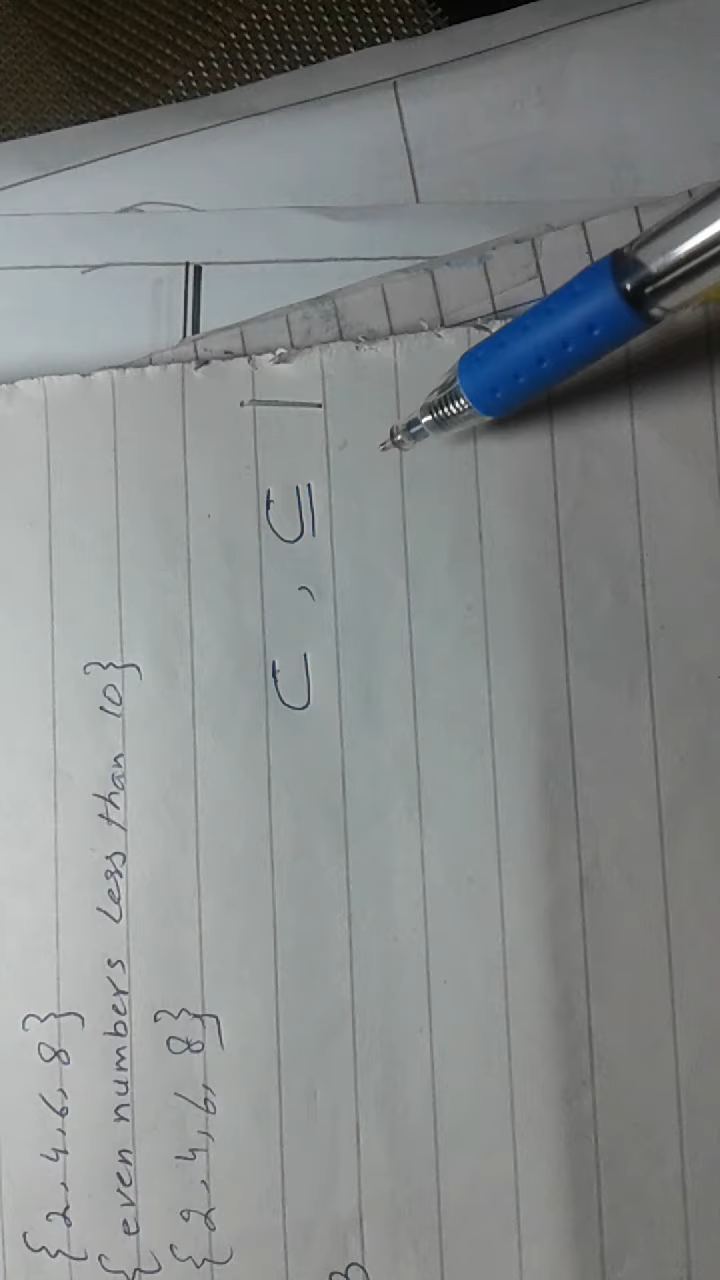 {2,4,6,8}
{even numbers less than 10}
{2,4,6,8}
⊂ , ⊆